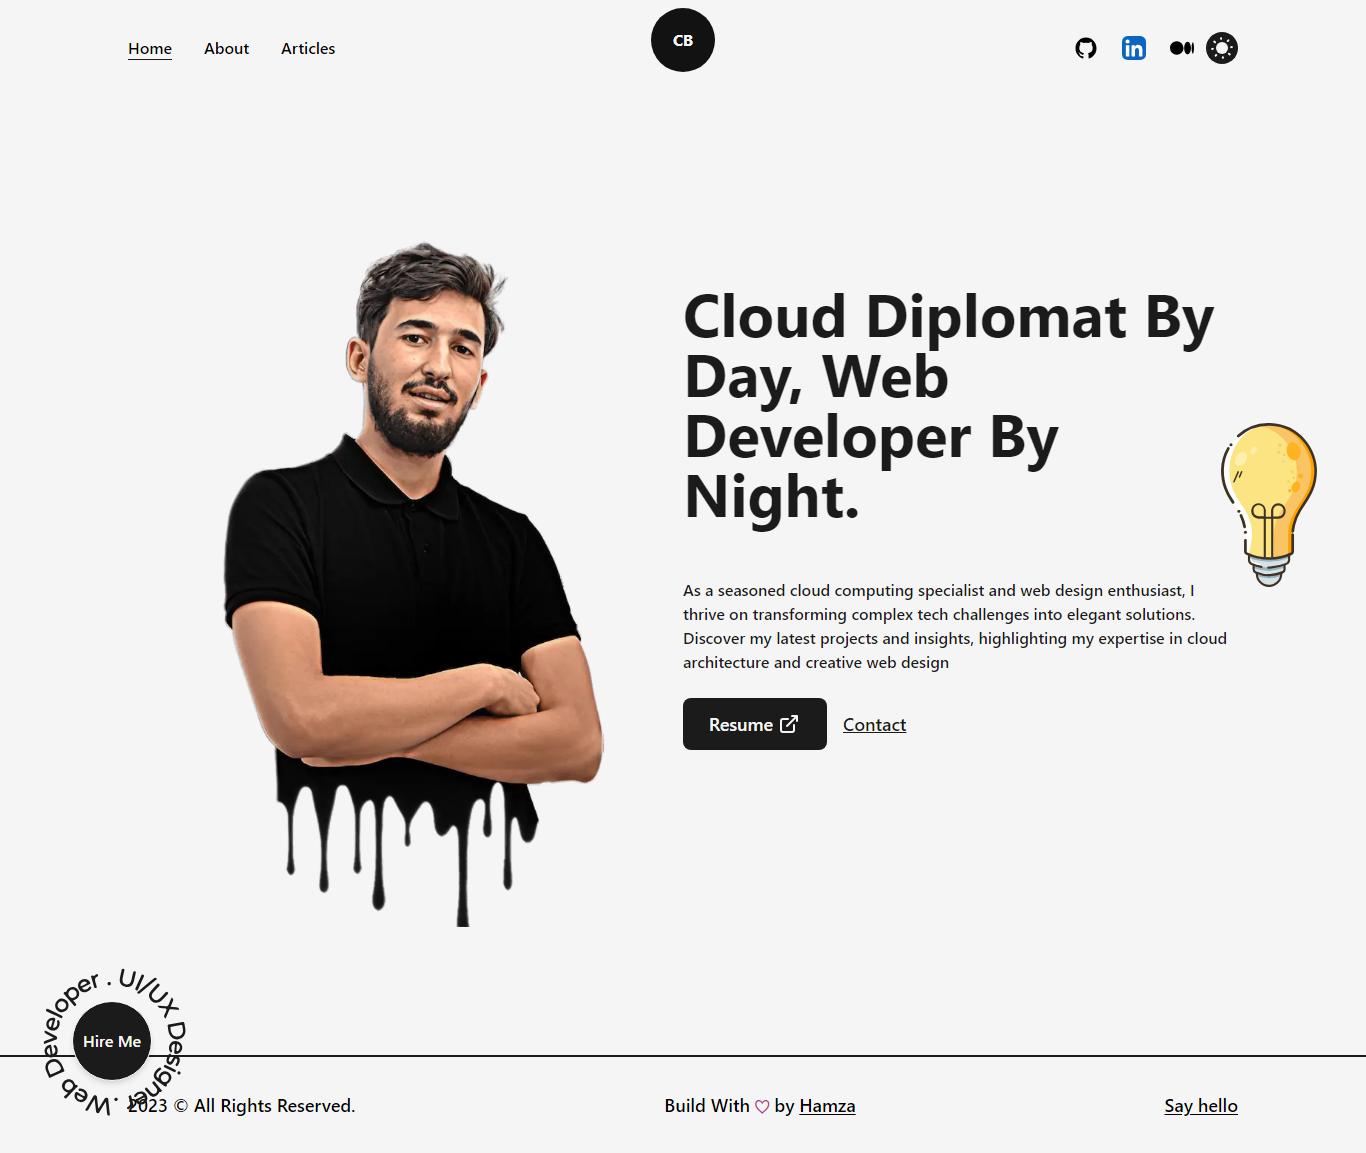 Home About Articles
CB
in
Cloud Diplomat By
Day, Web
Developer By
Night.
As a seasoned cloud computing specialist and web design enthusiast, I
thrive on transforming complex tech challenges into elegant solutions.
Discover my latest projects and insights, highlighting my expertise in cloud
architecture and creative web design
Resume Contact
Web Developer . UI/UX Designer .
Hire Me
2023 © All Rights Reserved. Build With ♡ by Hamza Say hello